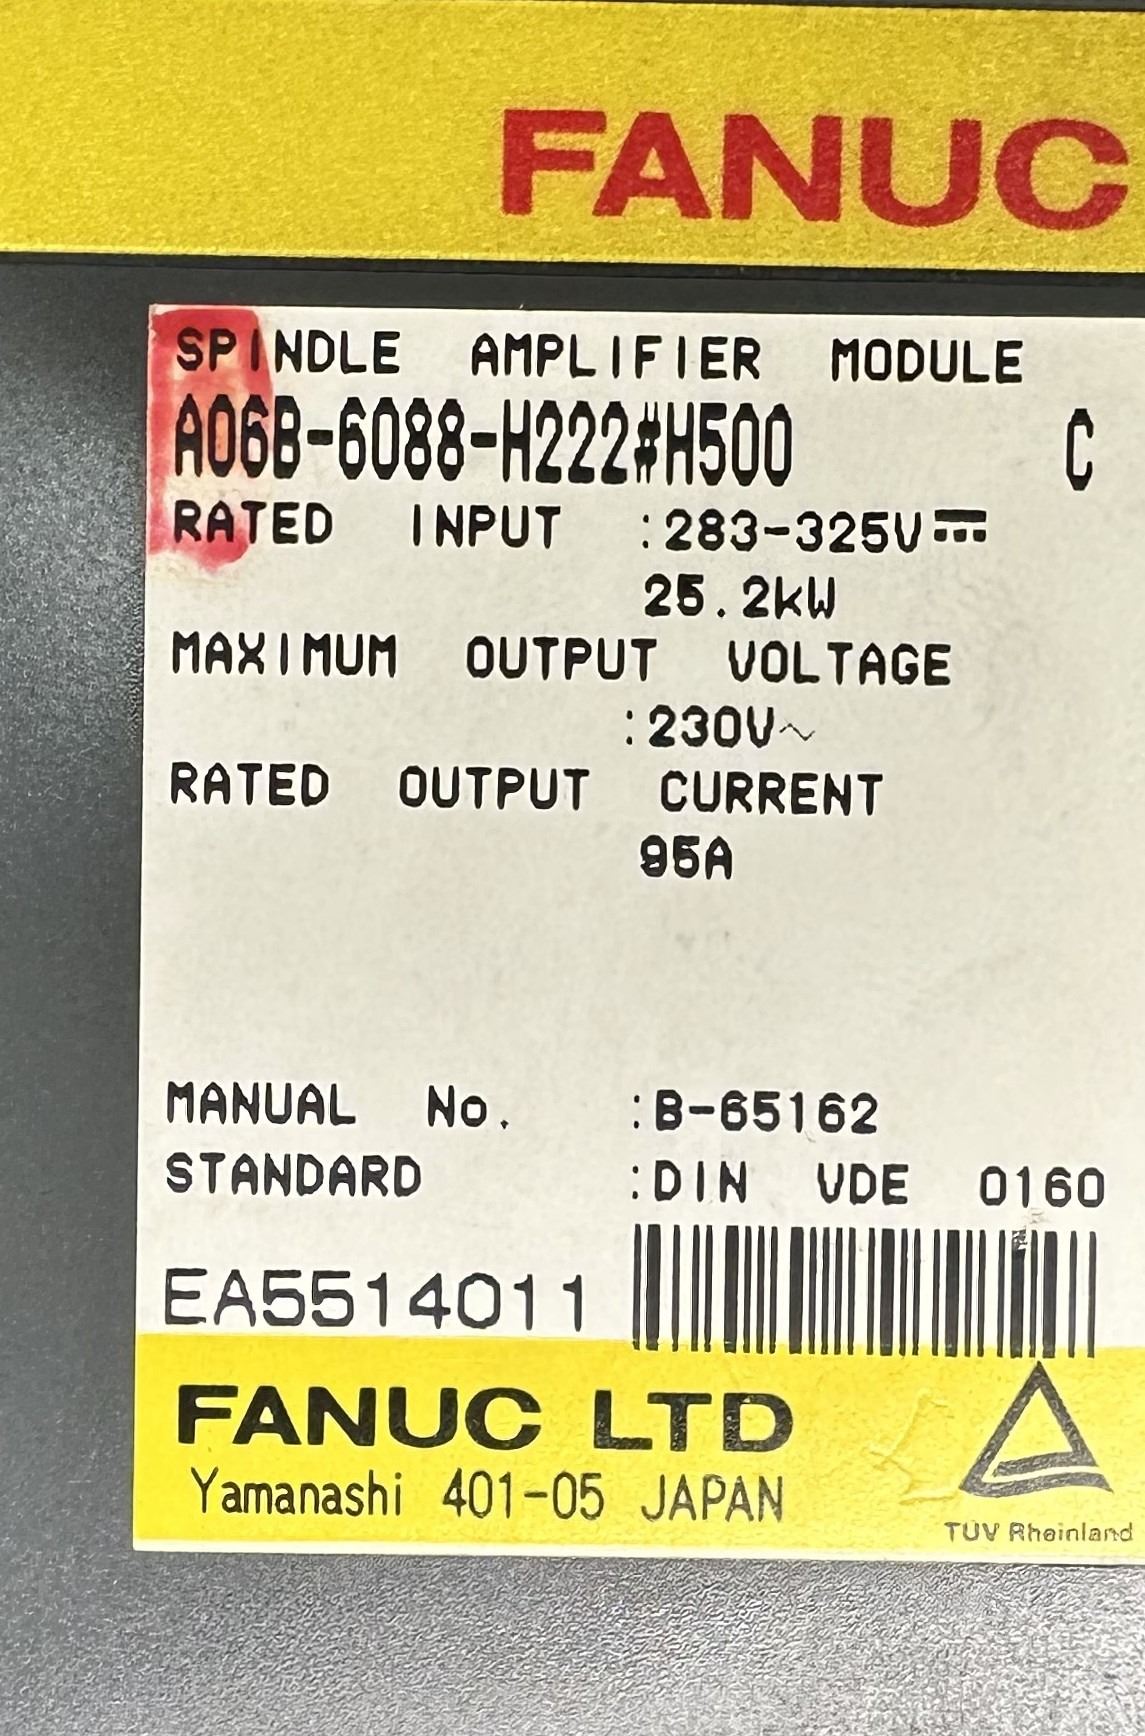 FANUC
SPINDLE AMPLIFIER MODULE
A06B-6088-H222#H500 C
RATED INPUT :283-325V⎓
25.2kW
MAXIMUM OUTPUT VOLTAGE
:230V~
RATED OUTPUT CURRENT
95A
MANUAL No. :B-65162
STANDARD :DIN VDE 0160
EA5514011
FANUC LTD
Yamanashi 401-05 JAPAN
TUV Rheinland